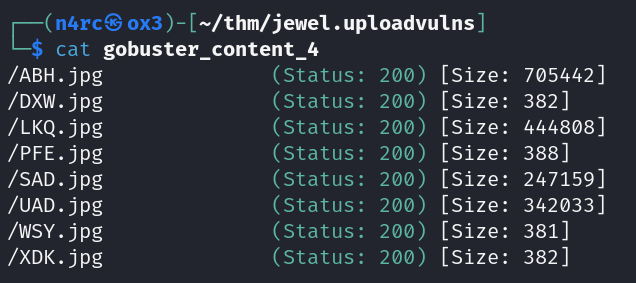 ┌──(n4rc㉿ox3)-[~/thm/jewel.uploadvulns]
└─$ cat gobuster_content_4
/ABH.jpg (Status: 200) [Size: 705442]
/DXW.jpg (Status: 200) [Size: 382]
/LKQ.jpg (Status: 200) [Size: 444808]
/PFE.jpg (Status: 200) [Size: 388]
/SAD.jpg (Status: 200) [Size: 247159]
/UAD.jpg (Status: 200) [Size: 342033]
/WSY.jpg (Status: 200) [Size: 381]
/XDK.jpg (Status: 200) [Size: 382]